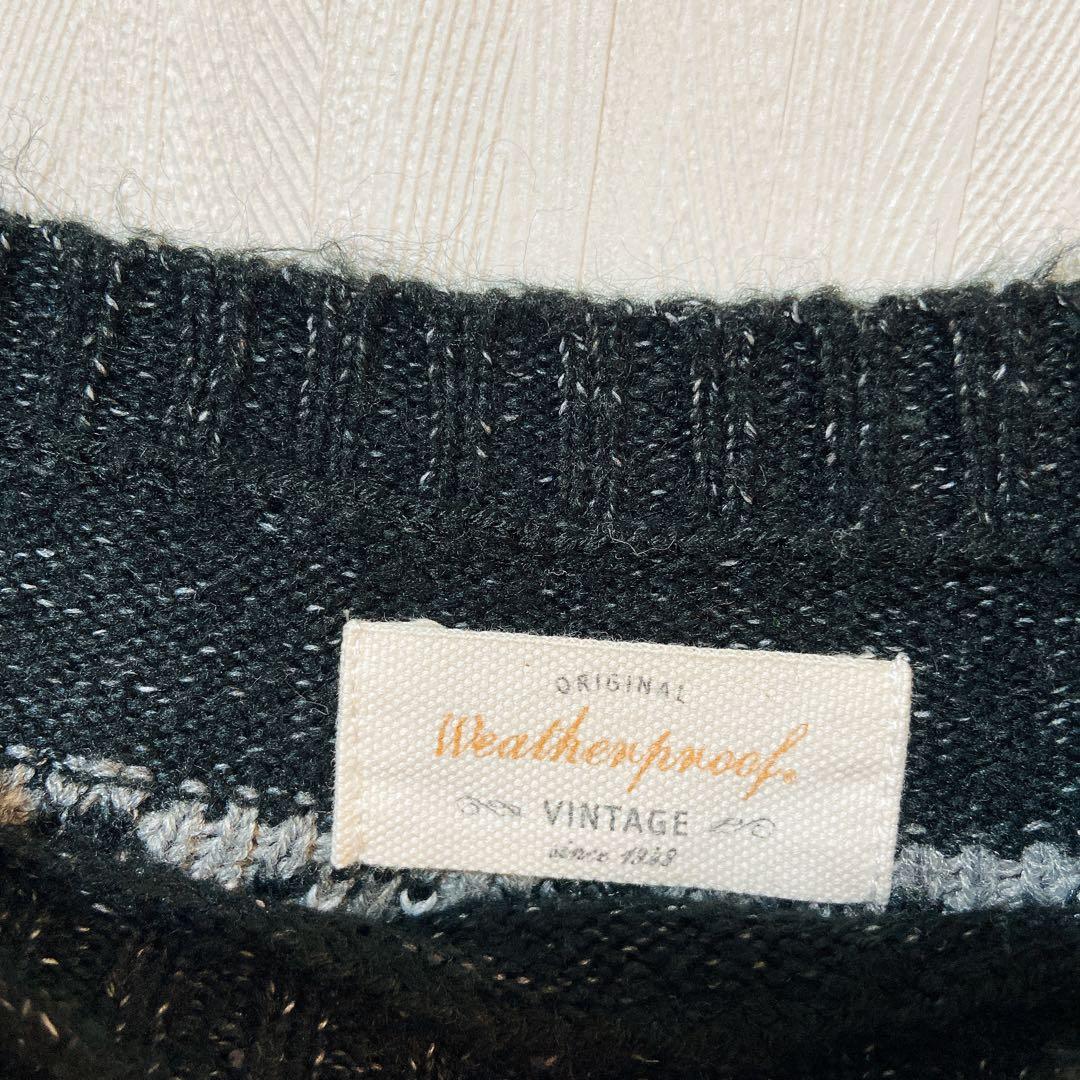 ORIGINAL
Weatherproof®
VINTAGE
since 1948